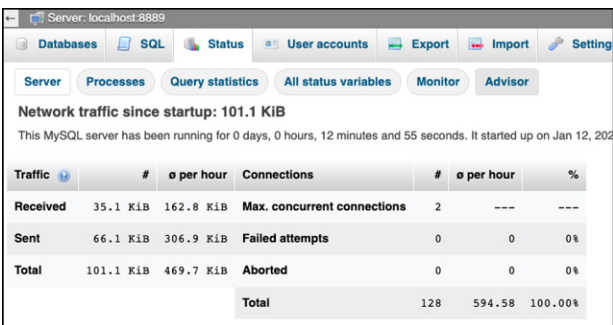 ← Server: localhost:8889
Databases SQL Status User accounts Export Import
Server Processes Query statistics All status variables Monitor Advisor
Network traffic since startup: 101.1 KiB
This MySQL server has been running for 0 days, 0 hours, 12 minutes and 55 seconds. It started up on Jan 12,
Traffic # ø per hour Connections # ø per hour %
Received 35.1 KiB 162.8 KiB Max. concurrent connections 2 --- ---
Sent 66.1 KiB 306.9 KiB Failed attempts 0 0 0%
Total 101.1 KiB 469.7 KiB Aborted 0 0 0%
Total 128 594.58 100.00%